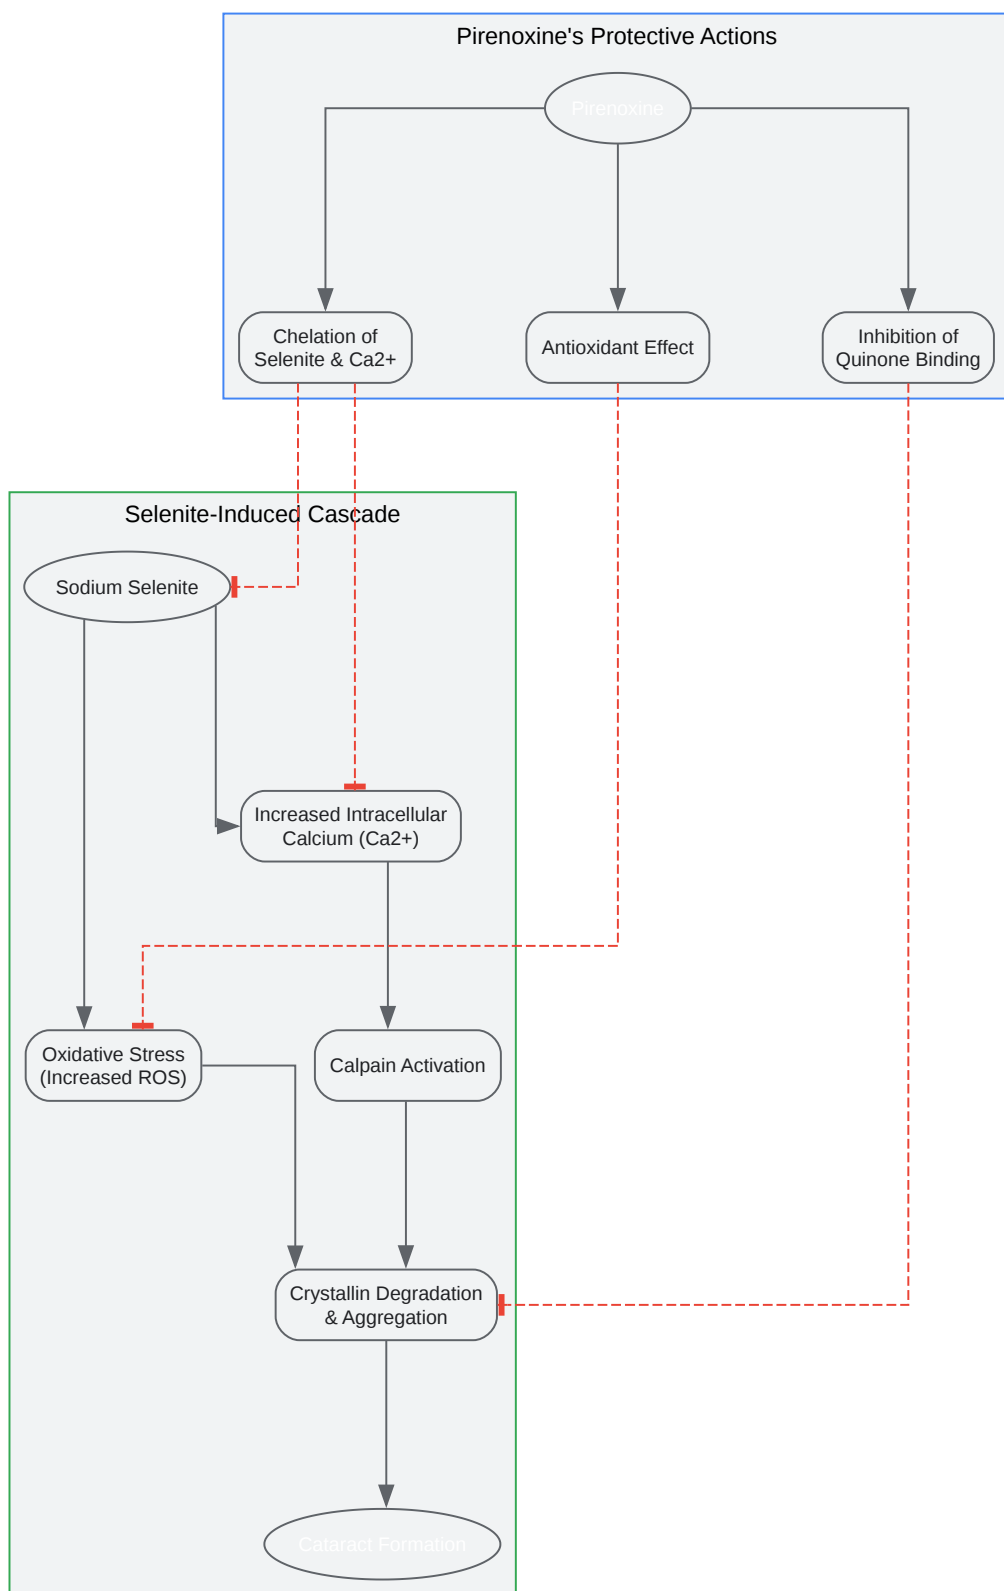 Pirenoxine's Protective Actions
Pirenoxine
Chelation of
Selenite & Ca2+
Antioxidant Effect
Inhibition of
Quinone Binding
Selenite-Induced Cascade
Sodium Selenite
Increased Intracellular
Calcium (Ca2+)
Oxidative Stress
(Increased ROS)
Calpain Activation
Crystallin Degradation
& Aggregation
Cataract Formation